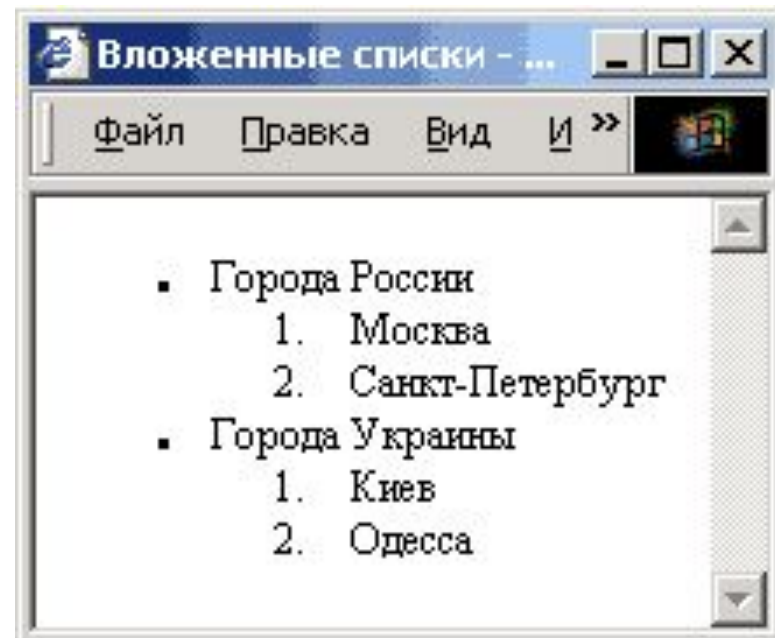 Вложенные списки - ...
Файл Правка Вид И »
▪ Города России
1. Москва
2. Санкт-Петербург
▪ Города Украины
1. Киев
2. Одесса